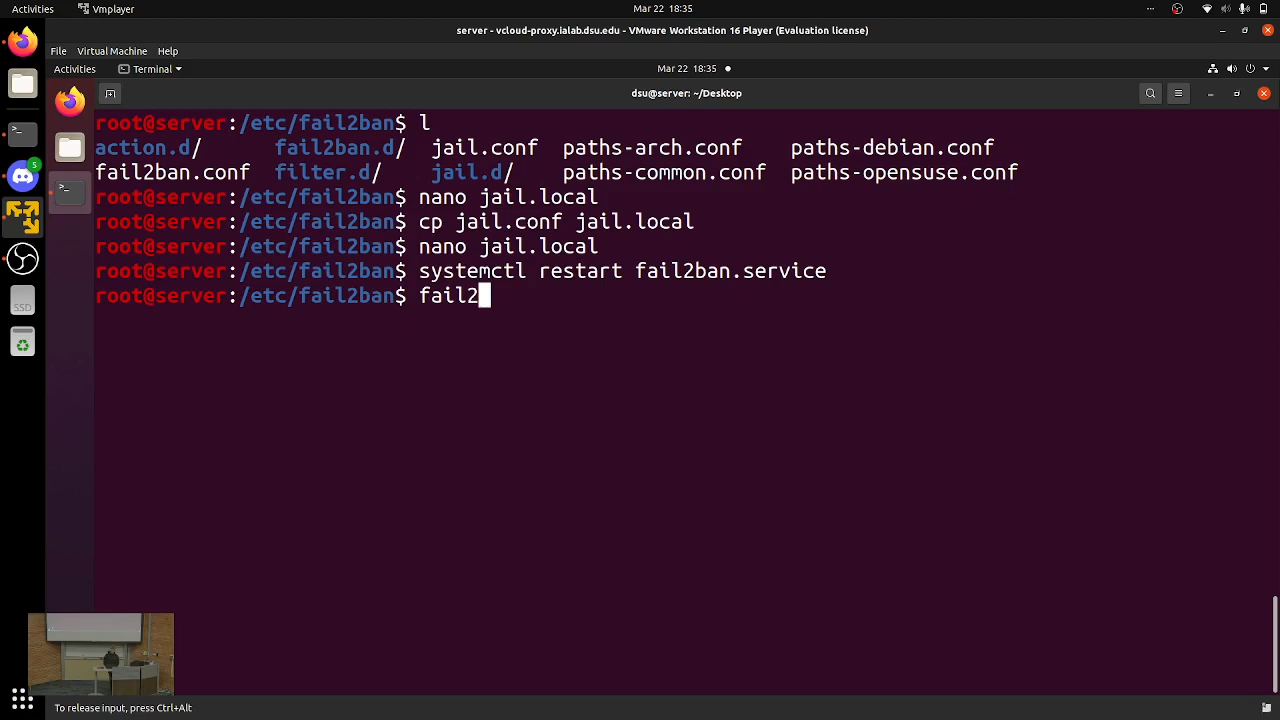 Activities Vmplayer Mar 22 18:35
server - vcloud-proxy.ialab.dsu.edu - VMware Workstation 16 Player (Evaluation license)
File Virtual Machine Help
Activities Terminal Mar 22 18:35
dsu@server: ~/Desktop
root@server:/etc/fail2ban$ l
action.d/ fail2ban.d/ jail.conf paths-arch.conf paths-debian.conf
fail2ban.conf filter.d/ jail.d/ paths-common.conf paths-opensuse.conf
root@server:/etc/fail2ban$ nano jail.local
root@server:/etc/fail2ban$ cp jail.conf jail.local
root@server:/etc/fail2ban$ nano jail.local
root@server:/etc/fail2ban$ systemctl restart fail2ban.service
root@server:/etc/fail2ban$ fail2
5
SSD
To release input, press Ctrl+Alt